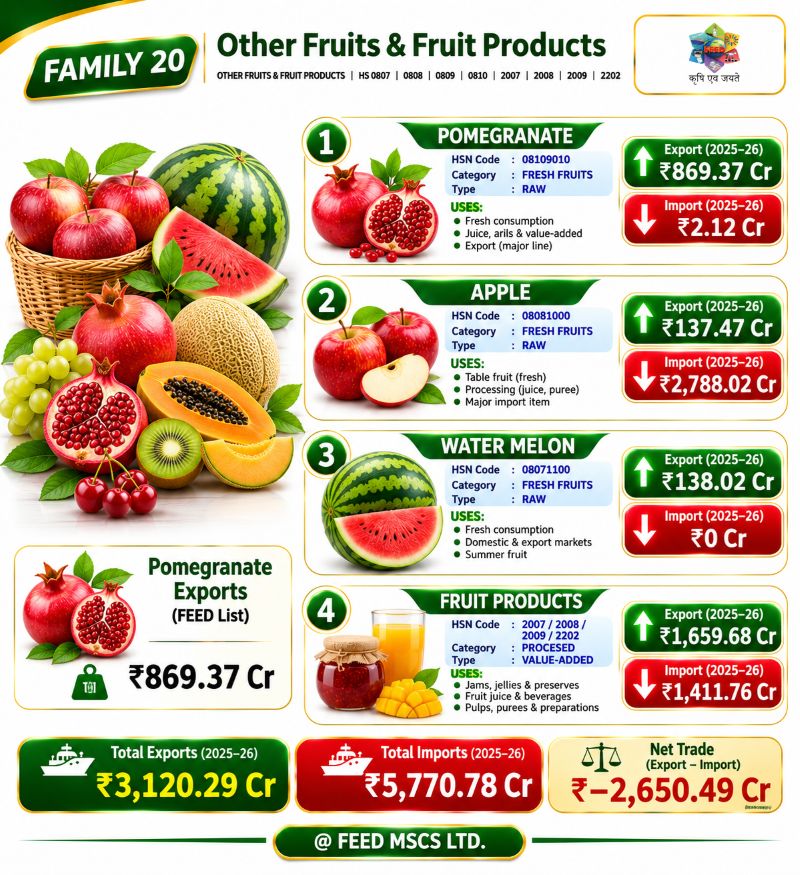 FAMILY 20
Other Fruits & Fruit Products
OTHER FRUITS & FRUIT PRODUCTS | HS 0807 | 0808 | 0809 | 0810 | 2007 | 2008 | 2009 | 2202
कृषि एव जयते
1
POMEGRANATE
HSN Code : 08109010
Category : FRESH FRUITS
Type : RAW
USES:
• Fresh consumption
• Juice, arils & value-added
• Export (major line)
Export (2025–26)
₹869.37 Cr
Import (2025–26)
₹2.12 Cr
2
APPLE
HSN Code : 08081000
Category : FRESH FRUITS
Type : RAW
USES:
• Table fruit (fresh)
• Processing (juice, puree)
• Major import item
Export (2025–26)
₹137.47 Cr
Import (2025–26)
₹2,788.02 Cr
3
WATER MELON
HSN Code : 08071100
Category : FRESH FRUITS
Type : RAW
USES:
• Fresh consumption
• Domestic & export markets
• Summer fruit
Export (2025–26)
₹138.02 Cr
Import (2025–26)
₹0 Cr
Pomegranate
Exports
(FEED List)
₹869.37 Cr
4
FRUIT PRODUCTS
HSN Code : 2007 / 2008 /
2009 / 2202
Category : PROCESED
Type : VALUE-ADDED
USES:
• Jams, jellies & preserves
• Fruit juice & beverages
• Pulps, purees & preparations
Export (2025–26)
₹1,659.68 Cr
Import (2025–26)
₹1,411.76 Cr
Total Exports (2025–26)
₹3,120.29 Cr
Total Imports (2025–26)
₹5,770.78 Cr
Net Trade
(Export – Import)
₹−2,650.49 Cr
@ FEED MSCS LTD.